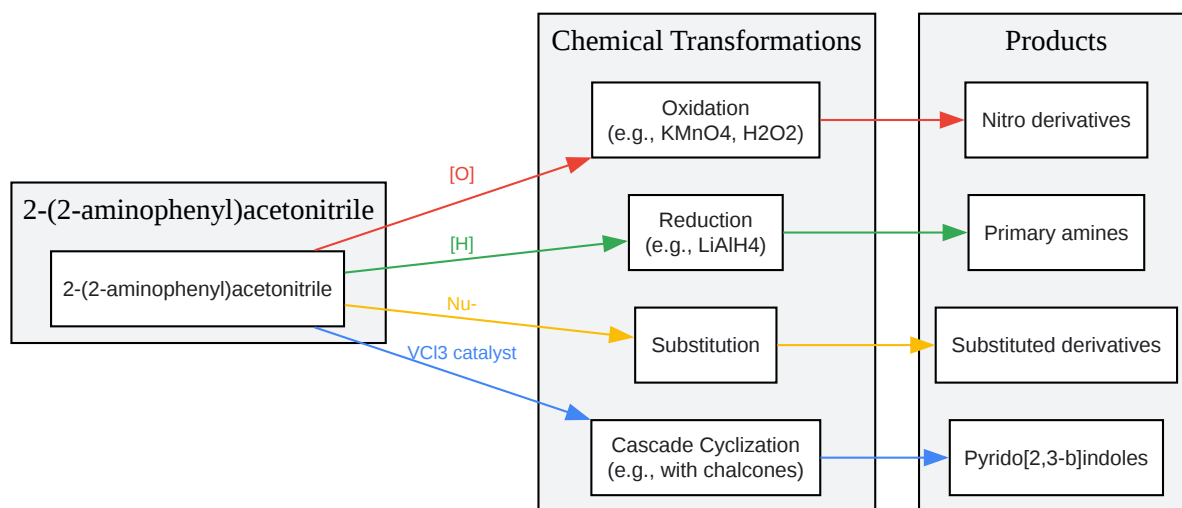 2-(2-aminophenyl)acetonitrile
2-(2-aminophenyl)acetonitrile
[O]
[H]
Nu-
VCl3 catalyst
Chemical Transformations
Oxidation
(e.g., KMnO4, H2O2)
Reduction
(e.g., LiAlH4)
Substitution
Cascade Cyclization
(e.g., with chalcones)
Products
Nitro derivatives
Primary amines
Substituted derivatives
Pyrido[2,3-b]indoles